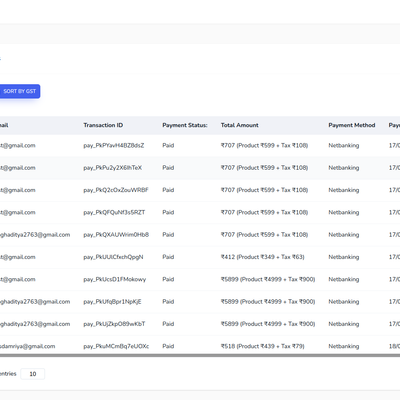 SORT BY GST
ail Transaction ID Payment Status: Total Amount Payment Method Pay
t@gmail.com pay_PkPYavH4BZ8dsZ Paid ₹707 (Product ₹599 + Tax ₹108) Netbanking 17/0
t@gmail.com pay_PkPu2y2X6IhTeX Paid ₹707 (Product ₹599 + Tax ₹108) Netbanking 17/0
t@gmail.com pay_PkQ2cOxZouWRBF Paid ₹707 (Product ₹599 + Tax ₹108) Netbanking 17/0
t@gmail.com pay_PkQFQuNf3s5RZT Paid ₹707 (Product ₹599 + Tax ₹108) Netbanking 17/0
ghaditya2763@gmail.com pay_PkQXAUWrim0Hb8 Paid ₹707 (Product ₹599 + Tax ₹108) Netbanking 17/0
t@gmail.com pay_PkUUlCfxchQpgN Paid ₹412 (Product ₹349 + Tax ₹63) Netbanking 17/0
t@gmail.com pay_PkUcsD1FMokowy Paid ₹5899 (Product ₹4999 + Tax ₹900) Netbanking 17/0
ghaditya2763@gmail.com pay_PkUfqBpr1NpKjE Paid ₹5899 (Product ₹4999 + Tax ₹900) Netbanking 17/0
ghaditya2763@gmail.com pay_PkUjZkpO89wKbT Paid ₹5899 (Product ₹4999 + Tax ₹900) Netbanking 17/0
sdamriya@gmail.com pay_PkuMCmBq7eUOXc Paid ₹518 (Product ₹439 + Tax ₹79) Netbanking 18/0
entries 10